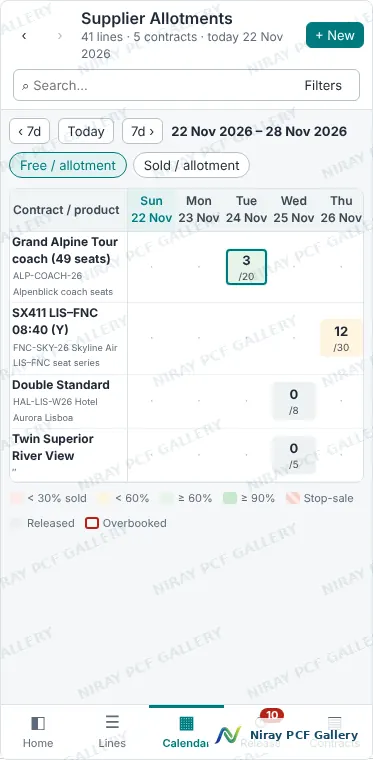 Supplier Allotments
41 lines · 5 contracts · today 22 Nov
2026
+ New
Search...
Filters
‹ 7d
Today
7d ›
22 Nov 2026 – 28 Nov 2026
Free / allotment
Sold / allotment
Contract / product
Sun
22 Nov
Mon
23 Nov
Tue
24 Nov
Wed
25 Nov
Thu
26 Nov
Grand Alpine Tour
coach (49 seats)
ALP-COACH-26
Alpenblick coach seats
3
/20
SX411 LIS–FNC
08:40 (Y)
FNC-SKY-26 Skyline Air
LIS–FNC seat series
12
/30
Double Standard
HAL-LIS-W26 Hotel
Aurora Lisboa
0
/8
Twin Superior
River View
″
0
/5
< 30% sold
< 60%
≥ 60%
≥ 90%
Stop-sale
Released
Overbooked
Home
Lines
Calendar
10
Release
Contracts
Niray PCF Gallery
NIRAY PCF GALLERY